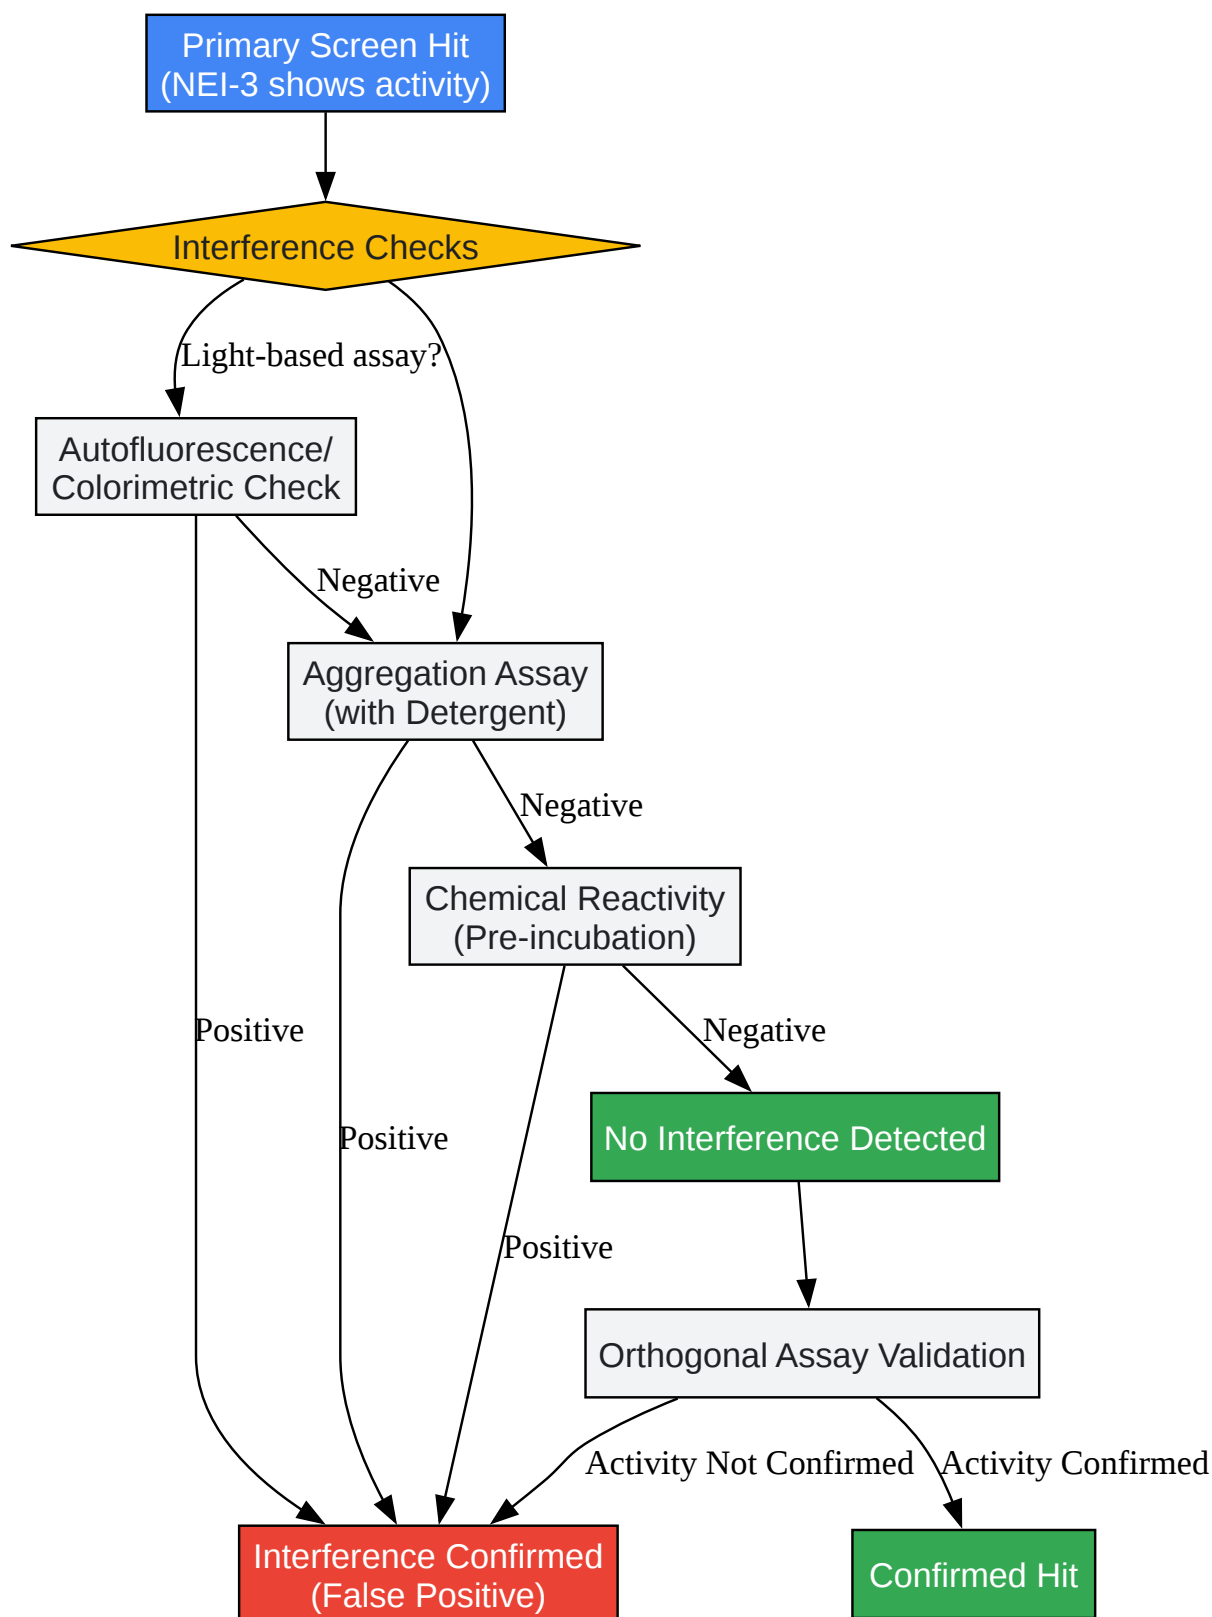 Primary Screen Hit
(NEI-3 shows activity)
Interference Checks
Light-based assay?
Autofluorescence/
Colorimetric Check
Negative
Aggregation Assay
(with Detergent)
Negative
Chemical Reactivity
(Pre-incubation)
Positive
Negative
Positive
No Interference Detected
Positive
Orthogonal Assay Validation
Activity Not Confirmed
Activity Confirmed
Interference Confirmed
(False Positive)
Confirmed Hit